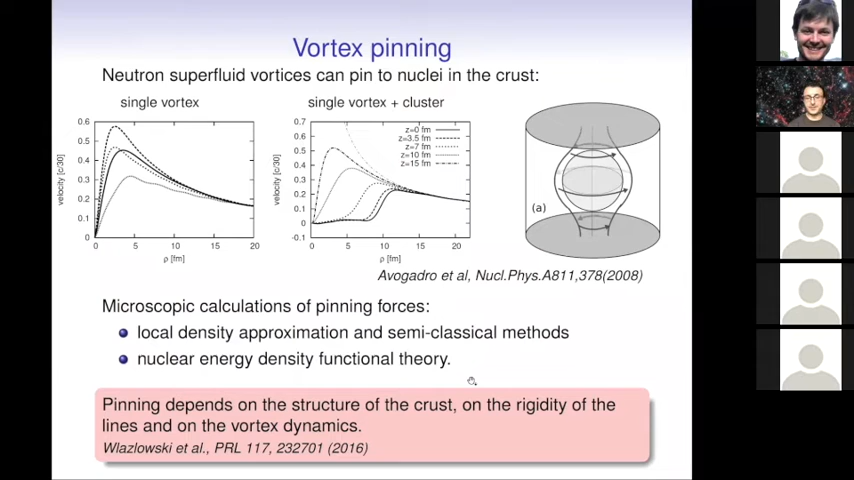 Vortex pinning
Neutron superfluid vortices can pin to nuclei in the crust:
single vortex
single vortex + cluster
0.6
0.5
0.4
0.3
0.2
0.1
0
velocity [c/30]
0
5
10
15
20
ρ [fm]
0.7
0.6
0.5
0.4
0.3
0.2
0.1
0
-0.1
velocity [c/30]
z=0 fm
z=3.5 fm
z=7 fm
z=10 fm
z=15 fm
0
5
10
15
20
ρ [fm]
(a)
Avogadro et al, Nucl.Phys.A811,378(2008)
Microscopic calculations of pinning forces:
local density approximation and semi-classical methods
nuclear energy density functional theory.
Pinning depends on the structure of the crust, on the rigidity of the
lines and on the vortex dynamics.
Wlazlowski et al., PRL 117, 232701 (2016)